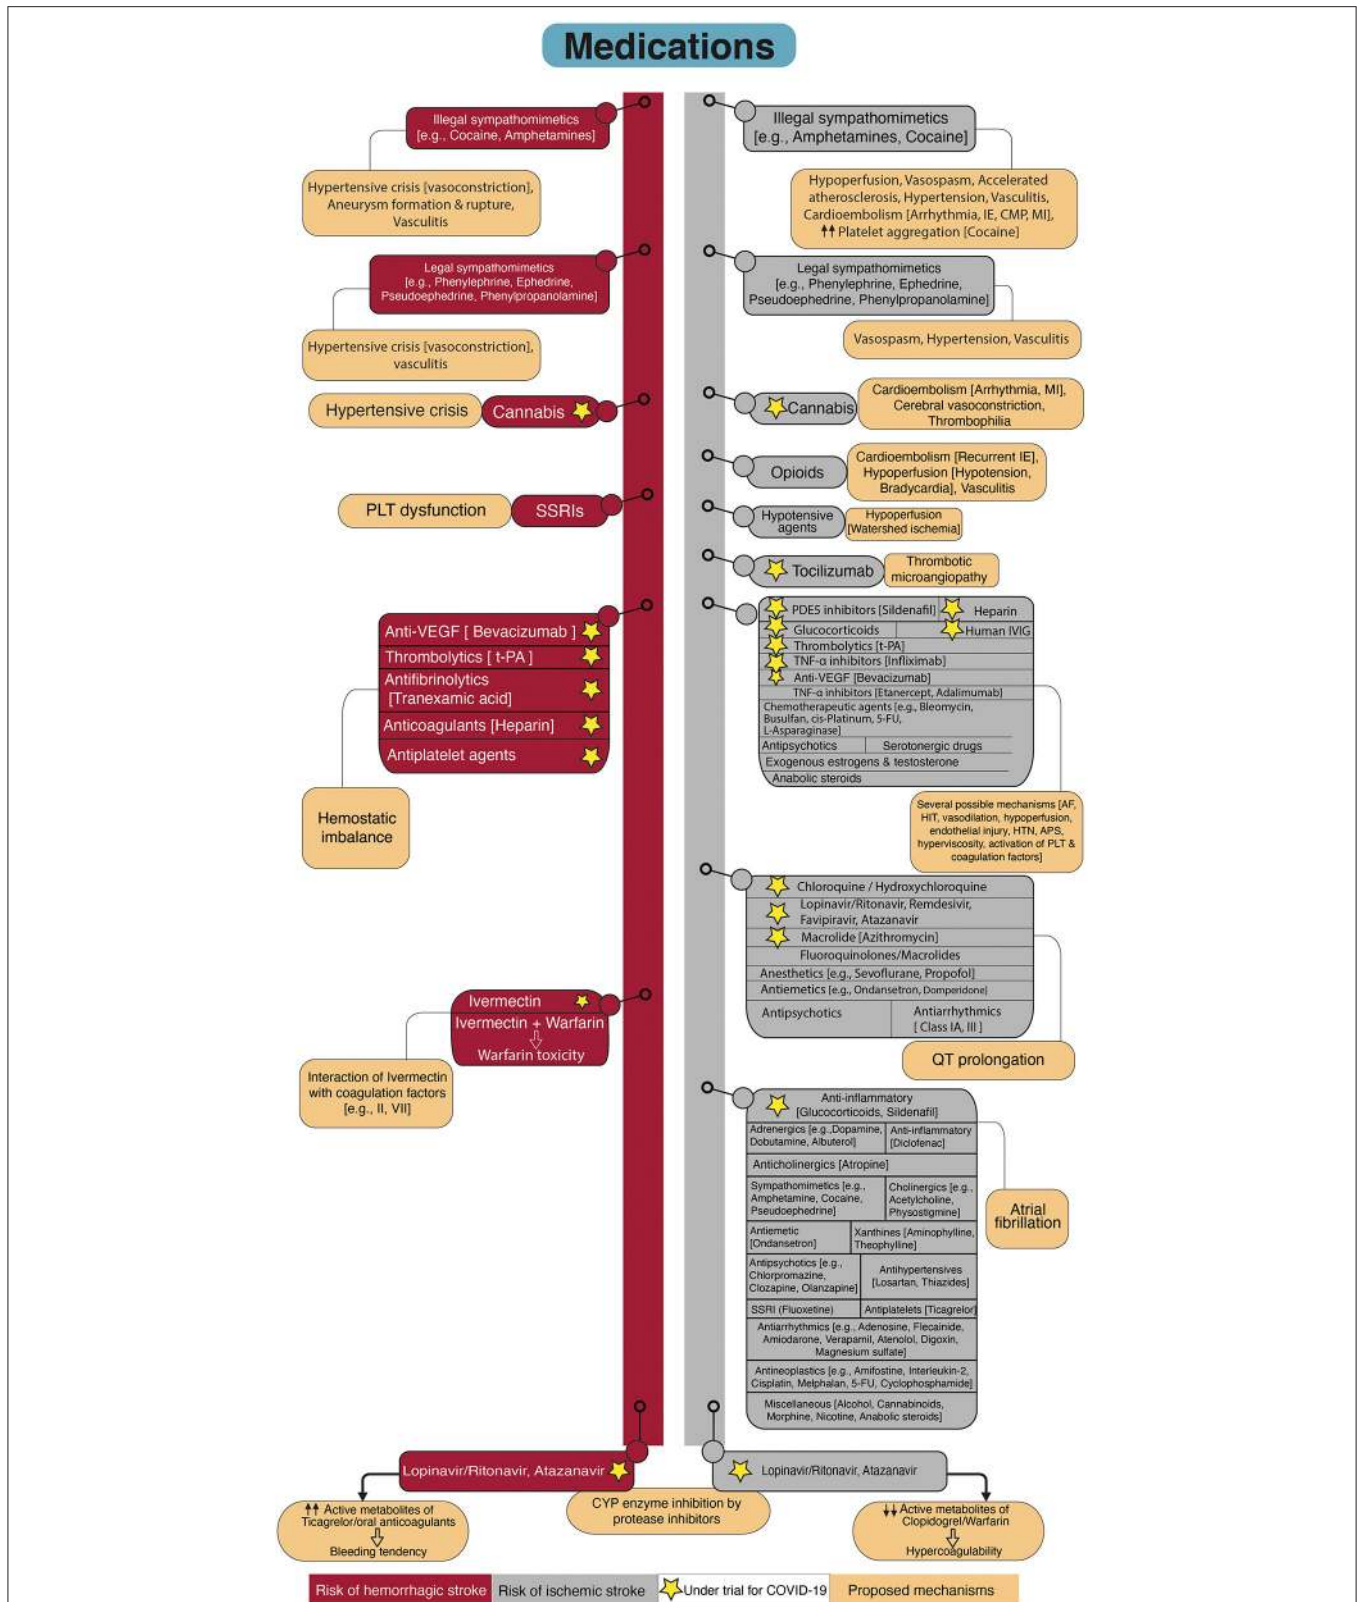 Medications
Illegal sympathomimetics
[e.g., Cocaine, Amphetamines]
Hypertensive crisis [vasoconstriction],
Aneurysm formation & rupture,
Vasculitis
Legal sympathomimetics
[e.g., Phenylephrine, Ephedrine,
Pseudoephedrine, Phenylpropanolamine]
Hypertensive crisis [vasoconstriction],
vasculitis
Hypertensive crisis
Cannabis
PLT dysfunction
SSRIs
Anti-VEGF [ Bevacizumab ]
Thrombolytics [ t-PA ]
Antifibrinolytics
[Tranexamic acid]
Anticoagulants [Heparin]
Antiplatelet agents
Hemostatic
imbalance
Ivermectin
Ivermectin + Warfarin
Warfarin toxicity
Interaction of Ivermectin
with coagulation factors
[e.g., II, VII]
Lopinavir/Ritonavir, Atazanavir
Active metabolites of
Ticagrelor/oral anticoagulants
Bleeding tendency
CYP enzyme inhibition by
protease inhibitors
Illegal sympathomimetics
[e.g., Amphetamines, Cocaine]
Hypoperfusion, Vasospasm, Accelerated
atherosclerosis, Hypertension, Vasculitis,
Cardioembolism [Arrhythmia, IE, CMP, MI],
Platelet aggregation [Cocaine]
Legal sympathomimetics
[e.g., Phenylephrine, Ephedrine,
Pseudoephedrine, Phenylpropanolamine]
Vasospasm, Hypertension, Vasculitis
Cannabis
Cardioembolism [Arrhythmia, MI],
Cerebral vasoconstriction,
Thrombophilia
Opioids
Cardioembolism [Recurrent IE],
Hypoperfusion [Hypotension,
Bradycardia], Vasculitis
Hypotensive
agents
Hypoperfusion
[Watershed ischemia]
Tocilizumab
Thrombotic
microangiopathy
PDE5 inhibitors [Sildenafil]
Heparin
Glucocorticoids
Human IVIG
Thrombolytics [t-PA]
TNF-α inhibitors [Infliximab]
Anti-VEGF [Bevacizumab]
TNF-α inhibitors [Etanercept, Adalimumab]
Chemotherapeutic agents [e.g., Bleomycin,
Busulfan, cis-Platinum, 5-FU,
L-Asparaginase]
Antipsychotics
Serotonergic drugs
Exogenous estrogens & testosterone
Anabolic steroids
Several possible mechanisms [AF,
HIT, vasodilation, hypoperfusion,
endothelial injury, HTN, APS,
hyperviscosity, activation of PLT &
coagulation factors]
Chloroquine / Hydroxychloroquine
Lopinavir/Ritonavir, Remdesivir,
Favipiravir, Atazanavir
Macrolide [Azithromycin]
Fluoroquinolones/Macrolides
Anesthetics [e.g., Sevoflurane, Propofol]
Antiemetics [e.g., Ondansetron, Domperidone]
Antipsychotics
Antiarrhythmics
[ Class IA, III ]
QT prolongation
Anti-inflammatory
[Glucocorticoids, Sildenafil]
Adrenergics [e.g.,Dopamine,
Dobutamine, Albuterol]
Anti-inflammatory
[Diclofenac]
Anticholinergics [Atropine]
Sympathomimetics [e.g.,
Amphetamine, Cocaine,
Pseudoephedrine]
Cholinergics [e.g.,
Acetylcholine,
Physostigmine]
Antiemetic
[Ondansetron]
Xanthines [Aminophylline,
Theophylline]
Antipsychotics [e.g.,
Chlorpromazine,
Clozapine, Olanzapine]
Antihypertensives
[Losartan, Thiazides]
SSRI (Fluoxetine)
Antiplatelets [Ticagrelor]
Antiarrhythmics [e.g., Adenosine, Flecainide,
Amiodarone, Verapamil, Atenolol, Digoxin,
Magnesium sulfate]
Antineoplastics [e.g., Amifostine, Interleukin-2,
Cisplatin, Melphalan, 5-FU, Cyclophosphamide]
Miscellaneous [Alcohol, Cannabinoids,
Morphine, Nicotine, Anabolic steroids]
Atrial
fibrillation
Lopinavir/Ritonavir, Atazanavir
Active metabolites of
Clopidogrel/Warfarin
Hypercoagulability
Risk of hemorrhagic stroke
Risk of ischemic stroke
Under trial for COVID-19
Proposed mechanisms